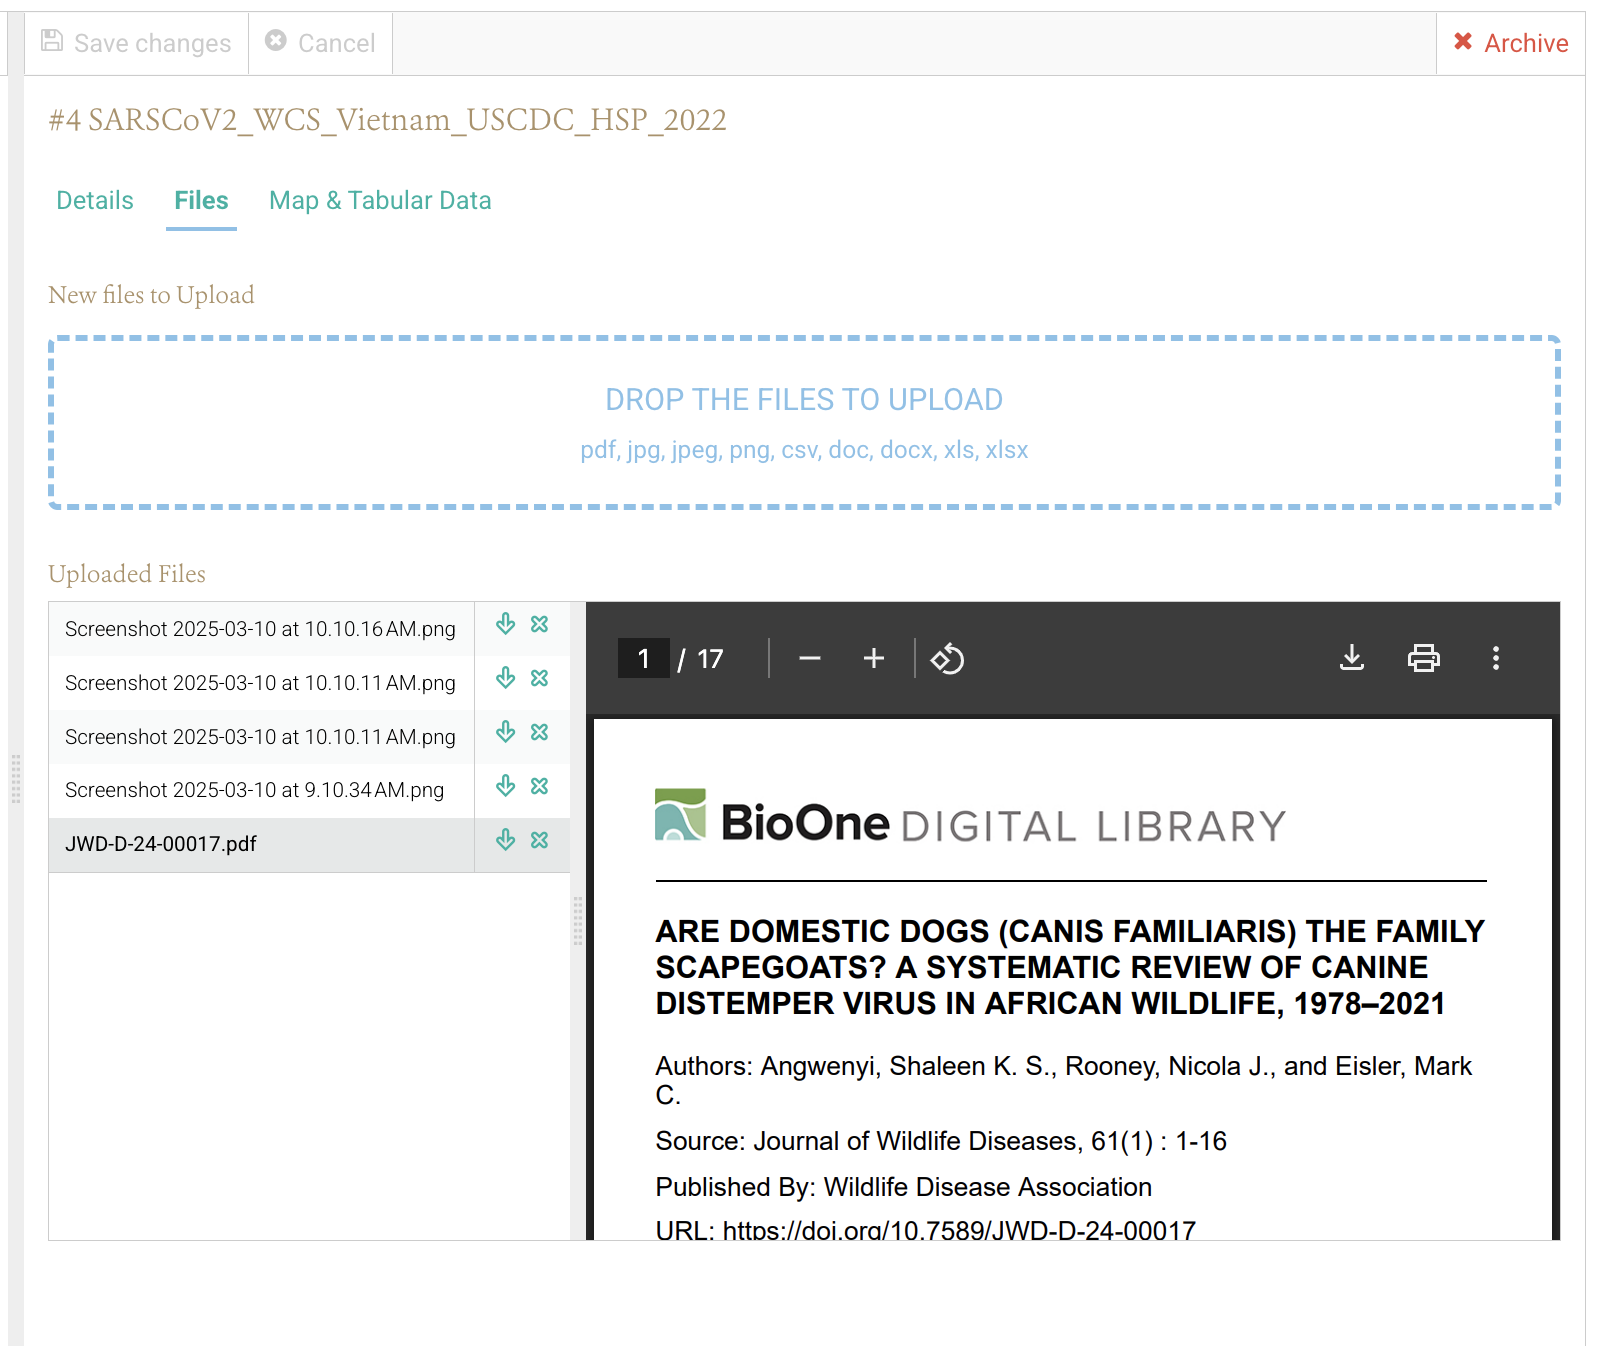 Save changes
Cancel
Archive
#4 SARSCoV2_WCS_Vietnam_USCDC_HSP_2022
Details
Files
Map & Tabular Data
New files to Upload
DROP THE FILES TO UPLOAD
pdf, jpg, jpeg, png, csv, doc, docx, xls, xlsx
Uploaded Files
Screenshot 2025-03-10 at 10.10.16 AM.png
Screenshot 2025-03-10 at 10.10.11 AM.png
Screenshot 2025-03-10 at 10.10.11 AM.png
Screenshot 2025-03-10 at 9.10.34 AM.png
JWD-D-24-00017.pdf
1 / 17
BioOne DIGITAL LIBRARY
ARE DOMESTIC DOGS (CANIS FAMILIARIS) THE FAMILY
SCAPEGOATS? A SYSTEMATIC REVIEW OF CANINE
DISTEMPER VIRUS IN AFRICAN WILDLIFE, 1978–2021
Authors: Angwenyi, Shaleen K. S., Rooney, Nicola J., and Eisler, Mark
C.
Source: Journal of Wildlife Diseases, 61(1) : 1-16
Published By: Wildlife Disease Association
URL: https://doi.org/10.7589/JWD-D-24-00017